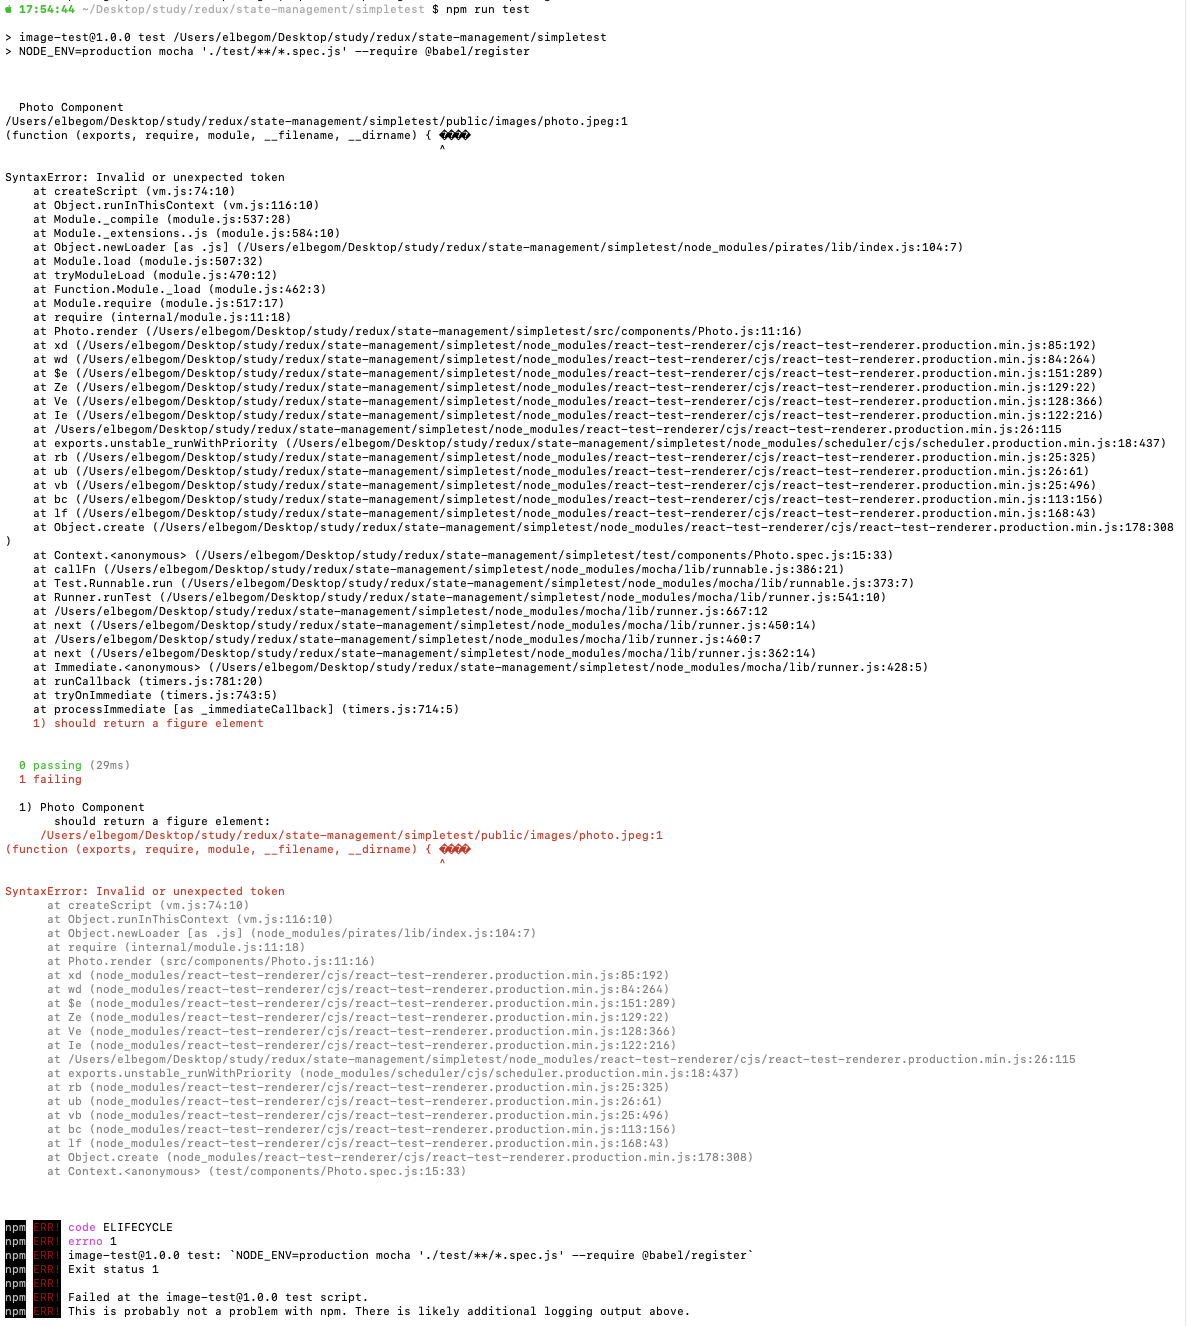 17:54:44 ~/Desktop/study/redux/state-management/simpletest $ npm run test
> image-test@1.0.0 test /Users/elbegom/Desktop/study/redux/state-management/simpletest
> NODE_ENV=production mocha './test/**/*.spec.js' --require @babel/register
Photo Component
/Users/elbegom/Desktop/study/redux/state-management/simpletest/public/images/photo.jpeg:1
(function (exports, require, module, __filename, __dirname) { ����
^
SyntaxError: Invalid or unexpected token
at createScript (vm.js:74:10)
at Object.runInThisContext (vm.js:116:10)
at Module._compile (module.js:537:28)
at Module._extensions..js (module.js:584:10)
at Object.newLoader [as .js] (/Users/elbegom/Desktop/study/redux/state-management/simpletest/node_modules/pirates/lib/index.js:104:7)
at Module.load (module.js:507:32)
at tryModuleLoad (module.js:470:12)
at Function.Module._load (module.js:462:3)
at Module.require (module.js:517:17)
at require (internal/module.js:11:18)
at Photo.render (/Users/elbegom/Desktop/study/redux/state-management/simpletest/src/components/Photo.js:11:16)
at xd (/Users/elbegom/Desktop/study/redux/state-management/simpletest/node_modules/react-test-renderer/cjs/react-test-renderer.production.min.js:85:192)
at wd (/Users/elbegom/Desktop/study/redux/state-management/simpletest/node_modules/react-test-renderer/cjs/react-test-renderer.production.min.js:84:264)
at $e (/Users/elbegom/Desktop/study/redux/state-management/simpletest/node_modules/react-test-renderer/cjs/react-test-renderer.production.min.js:151:289)
at Ze (/Users/elbegom/Desktop/study/redux/state-management/simpletest/node_modules/react-test-renderer/cjs/react-test-renderer.production.min.js:129:22)
at Ve (/Users/elbegom/Desktop/study/redux/state-management/simpletest/node_modules/react-test-renderer/cjs/react-test-renderer.production.min.js:128:366)
at Ie (/Users/elbegom/Desktop/study/redux/state-management/simpletest/node_modules/react-test-renderer/cjs/react-test-renderer.production.min.js:122:216)
at /Users/elbegom/Desktop/study/redux/state-management/simpletest/node_modules/react-test-renderer/cjs/react-test-renderer.production.min.js:26:115
at exports.unstable_runWithPriority (/Users/elbegom/Desktop/study/redux/state-management/simpletest/node_modules/scheduler/cjs/scheduler.production.min.js:18:437)
at rb (/Users/elbegom/Desktop/study/redux/state-management/simpletest/node_modules/react-test-renderer/cjs/react-test-renderer.production.min.js:25:325)
at ub (/Users/elbegom/Desktop/study/redux/state-management/simpletest/node_modules/react-test-renderer/cjs/react-test-renderer.production.min.js:26:61)
at vb (/Users/elbegom/Desktop/study/redux/state-management/simpletest/node_modules/react-test-renderer/cjs/react-test-renderer.production.min.js:25:496)
at bc (/Users/elbegom/Desktop/study/redux/state-management/simpletest/node_modules/react-test-renderer/cjs/react-test-renderer.production.min.js:113:156)
at lf (/Users/elbegom/Desktop/study/redux/state-management/simpletest/node_modules/react-test-renderer/cjs/react-test-renderer.production.min.js:168:43)
at Object.create (/Users/elbegom/Desktop/study/redux/state-management/simpletest/node_modules/react-test-renderer/cjs/react-test-renderer.production.min.js:178:308
)
at Context.<anonymous> (/Users/elbegom/Desktop/study/redux/state-management/simpletest/test/components/Photo.spec.js:15:33)
at callFn (/Users/elbegom/Desktop/study/redux/state-management/simpletest/node_modules/mocha/lib/runnable.js:386:21)
at Test.Runnable.run (/Users/elbegom/Desktop/study/redux/state-management/simpletest/node_modules/mocha/lib/runnable.js:373:7)
at Runner.runTest (/Users/elbegom/Desktop/study/redux/state-management/simpletest/node_modules/mocha/lib/runner.js:541:10)
at /Users/elbegom/Desktop/study/redux/state-management/simpletest/node_modules/mocha/lib/runner.js:667:12
at next (/Users/elbegom/Desktop/study/redux/state-management/simpletest/node_modules/mocha/lib/runner.js:450:14)
at /Users/elbegom/Desktop/study/redux/state-management/simpletest/node_modules/mocha/lib/runner.js:460:7
at next (/Users/elbegom/Desktop/study/redux/state-management/simpletest/node_modules/mocha/lib/runner.js:362:14)
at Immediate.<anonymous> (/Users/elbegom/Desktop/study/redux/state-management/simpletest/node_modules/mocha/lib/runner.js:428:5)
at runCallback (timers.js:781:20)
at tryOnImmediate (timers.js:743:5)
at processImmediate [as _immediateCallback] (timers.js:714:5)
1) should return a figure element
0 passing (29ms)
1 failing
1) Photo Component
should return a figure element:
/Users/elbegom/Desktop/study/redux/state-management/simpletest/public/images/photo.jpeg:1
(function (exports, require, module, __filename, __dirname) { ����
^
SyntaxError: Invalid or unexpected token
at createScript (vm.js:74:10)
at Object.runInThisContext (vm.js:116:10)
at Object.newLoader [as .js] (node_modules/pirates/lib/index.js:104:7)
at require (internal/module.js:11:18)
at Photo.render (src/components/Photo.js:11:16)
at xd (node_modules/react-test-renderer/cjs/react-test-renderer.production.min.js:85:192)
at wd (node_modules/react-test-renderer/cjs/react-test-renderer.production.min.js:84:264)
at $e (node_modules/react-test-renderer/cjs/react-test-renderer.production.min.js:151:289)
at Ze (node_modules/react-test-renderer/cjs/react-test-renderer.production.min.js:129:22)
at Ve (node_modules/react-test-renderer/cjs/react-test-renderer.production.min.js:128:366)
at Ie (node_modules/react-test-renderer/cjs/react-test-renderer.production.min.js:122:216)
at /Users/elbegom/Desktop/study/redux/state-management/simpletest/node_modules/react-test-renderer/cjs/react-test-renderer.production.min.js:26:115
at exports.unstable_runWithPriority (node_modules/scheduler/cjs/scheduler.production.min.js:18:437)
at rb (node_modules/react-test-renderer/cjs/react-test-renderer.production.min.js:25:325)
at ub (node_modules/react-test-renderer/cjs/react-test-renderer.production.min.js:26:61)
at vb (node_modules/react-test-renderer/cjs/react-test-renderer.production.min.js:25:496)
at bc (node_modules/react-test-renderer/cjs/react-test-renderer.production.min.js:113:156)
at lf (node_modules/react-test-renderer/cjs/react-test-renderer.production.min.js:168:43)
at Object.create (node_modules/react-test-renderer/cjs/react-test-renderer.production.min.js:178:308)
at Context.<anonymous> (test/components/Photo.spec.js:15:33)
npm ERR! code ELIFECYCLE
npm ERR! errno 1
npm ERR! image-test@1.0.0 test: `NODE_ENV=production mocha './test/**/*.spec.js' --require @babel/register`
npm ERR! Exit status 1
npm ERR!
npm ERR! Failed at the image-test@1.0.0 test script.
npm ERR! This is probably not a problem with npm. There is likely additional logging output above.